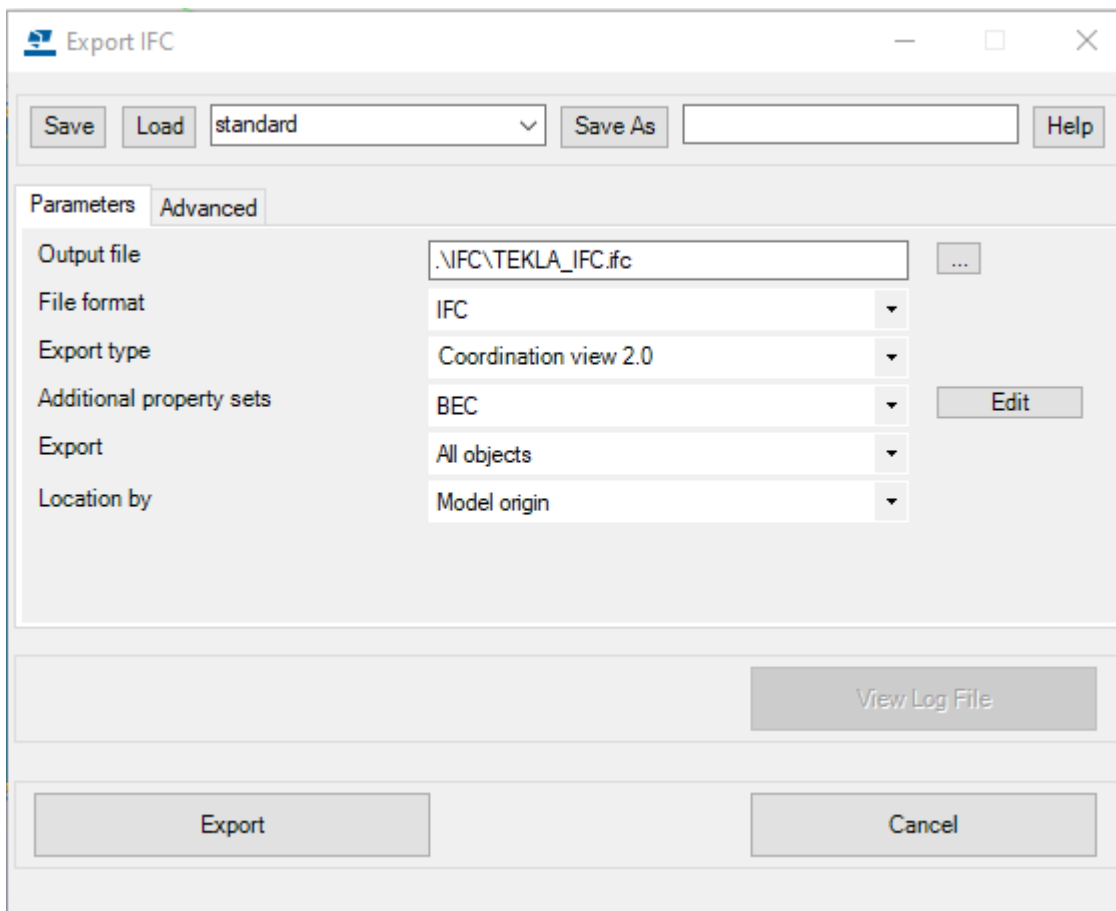 Export IFC
Save Load standard Save As Help
Parameters Advanced
Output file .\IFC\TEKLA_IFC.ifc ...
File format IFC
Export type Coordination view 2.0
Additional property sets BEC Edit
Export All objects
Location by Model origin
View Log File
Export Cancel